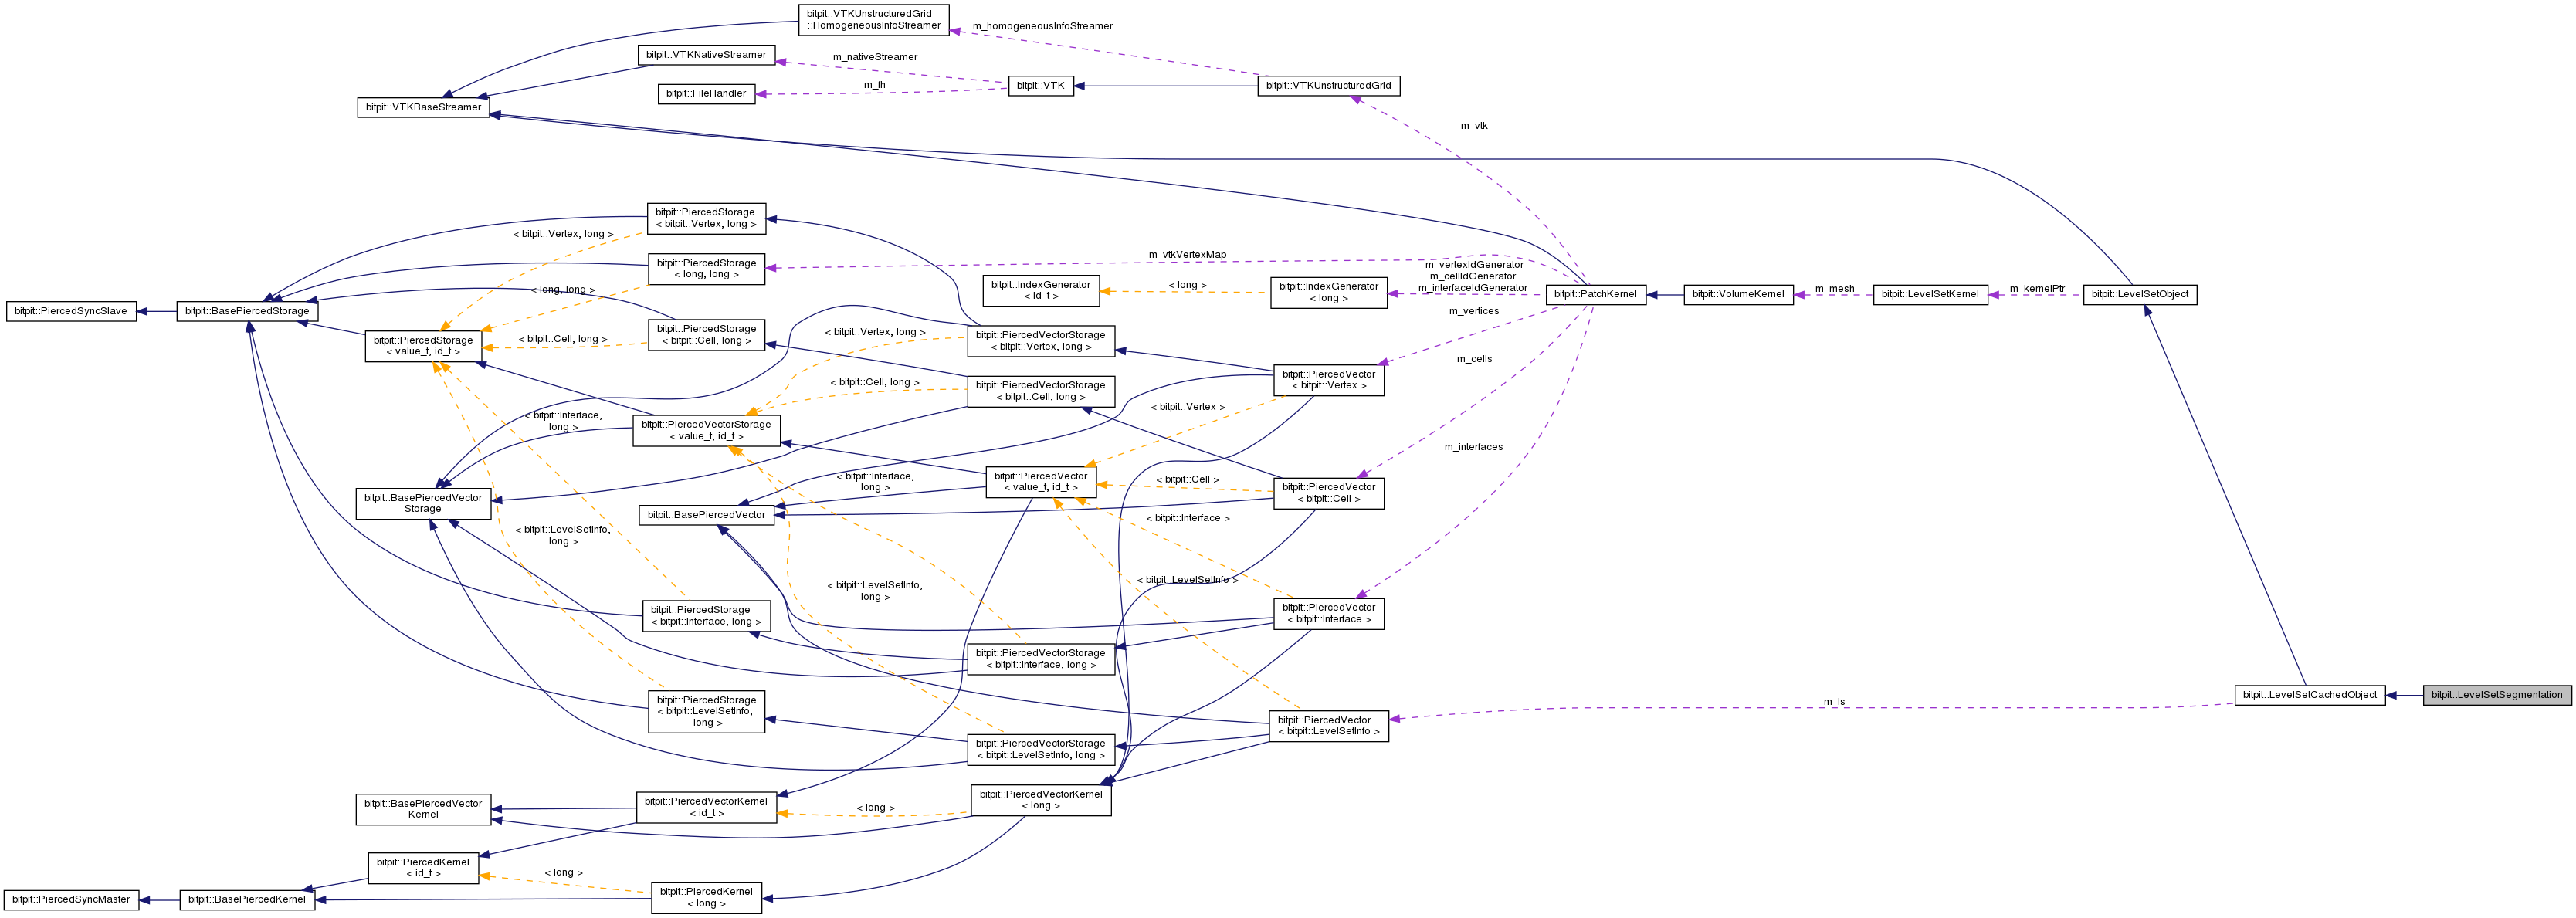 bitpit::VTKUnstructuredGrid
::HomogeneousInfoStreamer
m_homogeneousInfoStreamer
bitpit::VTKNativeStreamer
m_nativeStreamer
bitpit::FileHandler
m_fh
bitpit::VTK
bitpit::VTKUnstructuredGrid
bitpit::VTKBaseStreamer
m_vtk
bitpit::PiercedStorage
< bitpit::Vertex, long >
< bitpit::Vertex, long >
m_vtkVertexMap
bitpit::PiercedStorage
< long, long >
< long, long >
m_vertexIdGenerator
m_cellIdGenerator
m_interfaceIdGenerator
bitpit::IndexGenerator
< id_t >
< long >
bitpit::IndexGenerator
< long >
bitpit::PatchKernel
bitpit::VolumeKernel
m_mesh
bitpit::LevelSetKernel
m_kernelPtr
bitpit::LevelSetObject
bitpit::PiercedSyncSlave
bitpit::BasePiercedStorage
bitpit::PiercedStorage
< value_t, id_t >
bitpit::PiercedStorage
< bitpit::Cell, long >
< bitpit::Cell, long >
< bitpit::Vertex, long >
bitpit::PiercedVectorStorage
< bitpit::Vertex, long >
m_vertices
m_cells
bitpit::PiercedVector
< bitpit::Vertex >
< bitpit::Cell, long >
bitpit::PiercedVectorStorage
< bitpit::Cell, long >
< bitpit::Vertex >
< bitpit::Interface,
long >
bitpit::PiercedVectorStorage
< value_t, id_t >
m_interfaces
bitpit::BasePiercedVector
Storage
< bitpit::Interface,
long >
bitpit::PiercedVector
< value_t, id_t >
< bitpit::Cell >
bitpit::PiercedVector
< bitpit::Cell >
bitpit::BasePiercedVector
< bitpit::Interface >
< bitpit::LevelSetInfo,
long >
< bitpit::LevelSetInfo,
long >
< bitpit::LevelSetInfo >
bitpit::PiercedStorage
< bitpit::Interface, long >
bitpit::PiercedVector
< bitpit::Interface >
bitpit::PiercedVectorStorage
< bitpit::Interface, long >
bitpit::PiercedStorage
< bitpit::LevelSetInfo,
long >
bitpit::PiercedVector
< bitpit::LevelSetInfo >
m_ls
bitpit::LevelSetCachedObject
bitpit::LevelSetSegmentation
bitpit::PiercedVectorStorage
< bitpit::LevelSetInfo, long >
bitpit::BasePiercedVector
Kernel
bitpit::PiercedVectorKernel
< id_t >
< long >
bitpit::PiercedVectorKernel
< long >
bitpit::PiercedKernel
< id_t >
< long >
bitpit::PiercedKernel
< long >
bitpit::PiercedSyncMaster
bitpit::BasePiercedKernel